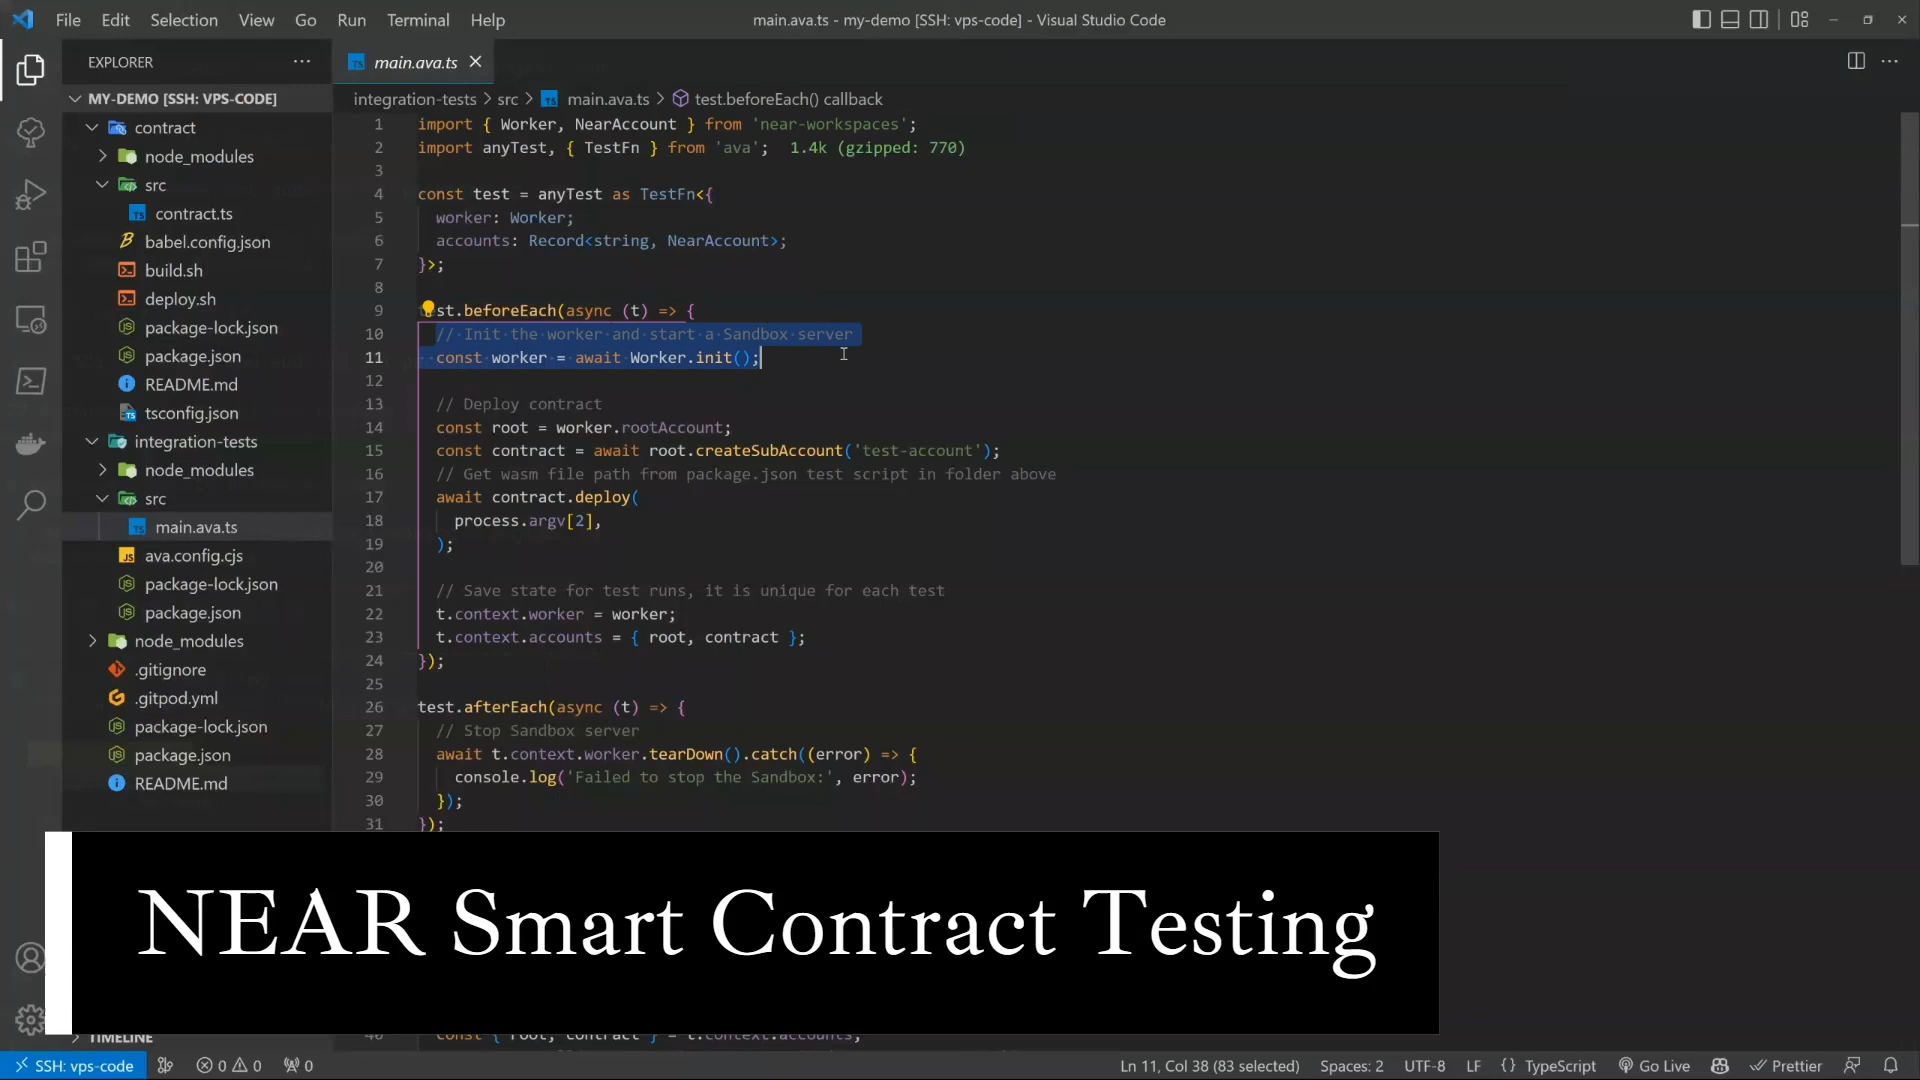 File Edit Selection View Go Run Terminal Help
main.ava.ts - my-demo [SSH: vps-code] - Visual Studio Code
EXPLORER
MY-DEMO [SSH: VPS-CODE]
contract
node_modules
src
contract.ts
babel.config.json
build.sh
deploy.sh
package-lock.json
package.json
README.md
tsconfig.json
integration-tests
node_modules
src
main.ava.ts
ava.config.cjs
package-lock.json
package.json
node_modules
.gitignore
.gitpod.yml
package-lock.json
package.json
README.md
TIMELINE
main.ava.ts
integration-tests > src > main.ava.ts > test.beforeEach() callback
1 import { Worker, NearAccount } from 'near-workspaces';
2 import anyTest, { TestFn } from 'ava'; 1.4k (gzipped: 770)
3
4 const test = anyTest as TestFn<{
5 worker: Worker;
6 accounts: Record<string, NearAccount>;
7 }>;
8
9 st.beforeEach(async (t) => {
10 // Init the worker and start a Sandbox server
11 const worker = await Worker.init();
12
13 // Deploy contract
14 const root = worker.rootAccount;
15 const contract = await root.createSubAccount('test-account');
16 // Get wasm file path from package.json test script in folder above
17 await contract.deploy(
18 process.argv[2],
19 );
20
21 // Save state for test runs, it is unique for each test
22 t.context.worker = worker;
23 t.context.accounts = { root, contract };
24 });
25
26 test.afterEach(async (t) => {
27 // Stop Sandbox server
28 await t.context.worker.tearDown().catch((error) => {
29 console.log('Failed to stop the Sandbox:', error);
30 });
31 });
NEAR Smart Contract Testing
40 const { root, contract } = t.context.accounts;
SSH: vps-code 0 0 0
Ln 11, Col 38 (83 selected) Spaces: 2 UTF-8 LF {} TypeScript Go Live Prettier